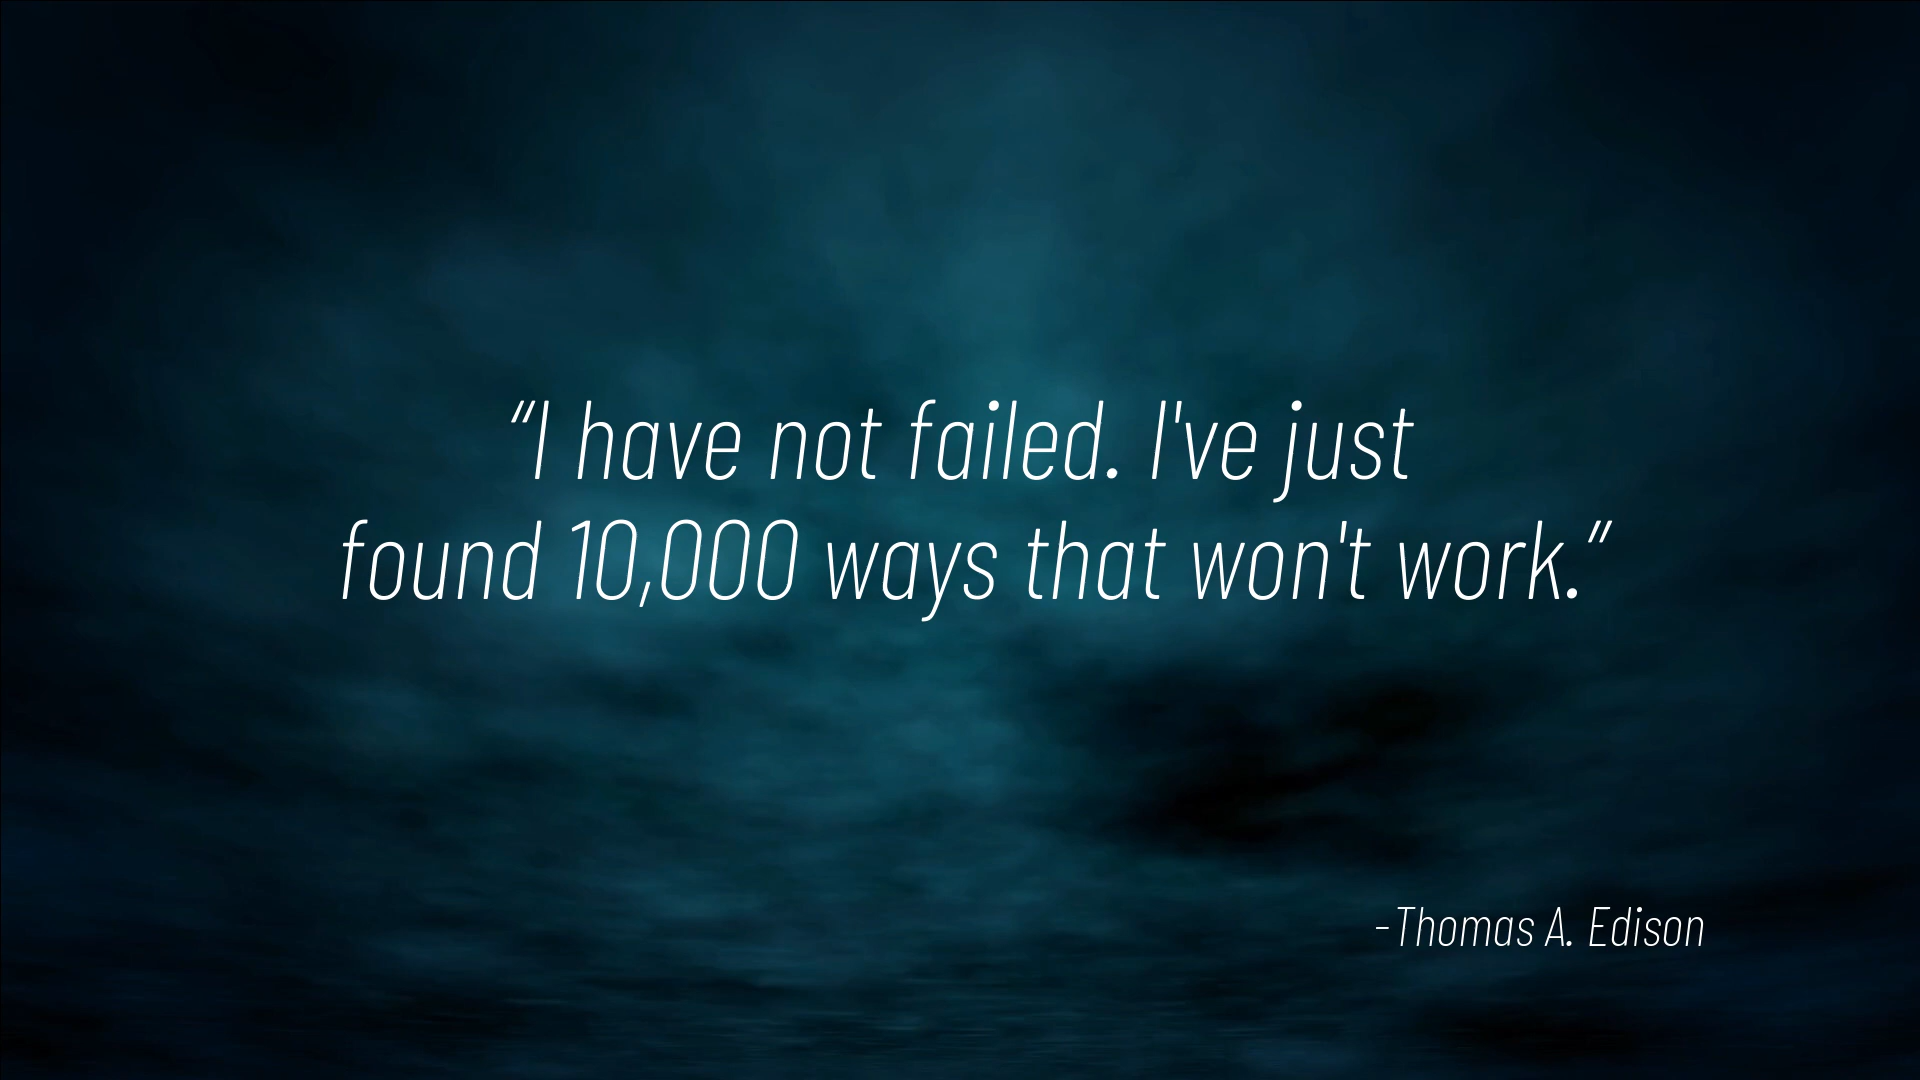 “I have not failed. I've just
found 10,000 ways that won't work.”
-Thomas A. Edison